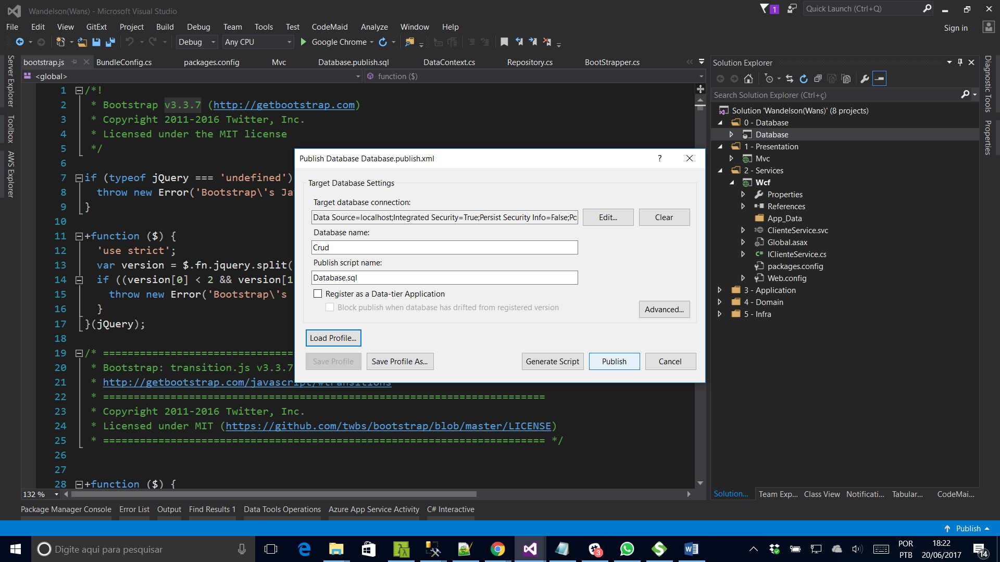 Wandelson(Wans) - Microsoft Visual Studio
1
Quick Launch (Ctrl+Q)
File Edit View GitExt Project Build Debug Team Tools Test CodeMaid Analyze Window Help
Sign in
Debug Any CPU Google Chrome
Server Explorer
Toolbox
AWS Explorer
bootstrap.js BundleConfig.cs packages.config Mvc Database.publish.sql DataContext.cs Repository.cs BootStrapper.cs
<global> function ($)
1 /*!
2 * Bootstrap v3.3.7 (http://getbootstrap.com)
3 * Copyright 2011-2016 Twitter, Inc.
4 * Licensed under the MIT license
5 */
6
7 if (typeof jQuery === 'undefined')
8 throw new Error('Bootstrap\'s Ja
9 }
10
11 +function ($) {
12 'use strict';
13 var version = $.fn.jquery.split(
14 if ((version[0] < 2 && version[1
15 throw new Error('Bootstrap\'s
16 }
17 }(jQuery);
18
19 /* ===============================
20 * Bootstrap: transition.js v3.3.7
21 * http://getbootstrap.com/javascript/#transitions
22 * ========================================================================
23 * Copyright 2011-2016 Twitter, Inc.
24 * Licensed under MIT (https://github.com/twbs/bootstrap/blob/master/LICENSE)
25 * ======================================================================== */
26
27
28 +function ($) {
132 %
Publish Database Database.publish.xml ?
Target Database Settings
Target database connection:
Data Source=localhost;Integrated Security=True;Persist Security Info=False;Po Edit... Clear
Database name:
Crud
Publish script name:
Database.sql
Register as a Data-tier Application
Block publish when database has drifted from registered version
Advanced...
Load Profile...
Save Profile Save Profile As... Generate Script Publish Cancel
Solution Explorer
Search Solution Explorer (Ctrl+ç)
Solution 'Wandelson(Wans)' (8 projects)
0 - Database
Database
1 - Presentation
Mvc
2 - Services
Wcf
Properties
References
App_Data
ClienteService.svc
Global.asax
C# IClienteService.cs
packages.config
Web.config
3 - Application
4 - Domain
5 - Infra
Solution... Team Exp... Class View Notificati... Tabular... CodeMai...
Diagnostic Tools
Properties
Package Manager Console Error List Output Find Results 1 Data Tools Operations Azure App Service Activity C# Interactive
Publish
Digite aqui para pesquisar
3
POR
PTB
18:22
20/06/2017
14